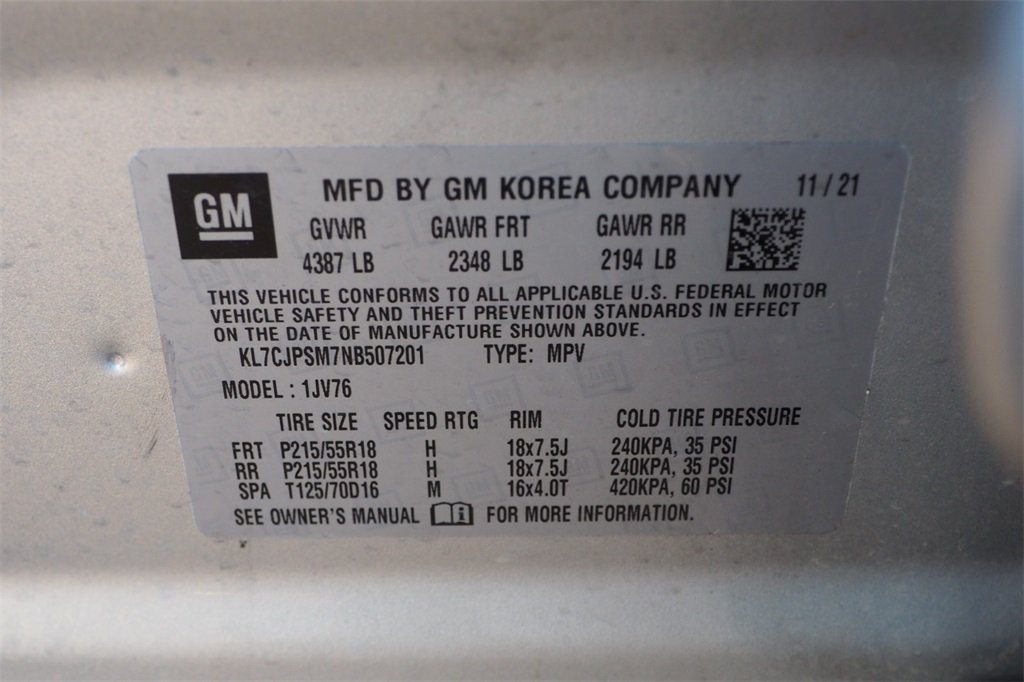 GM MFD BY GM KOREA COMPANY 11/21
GVWR GAWR FRT GAWR RR
4387 LB 2348 LB 2194 LB
THIS VEHICLE CONFORMS TO ALL APPLICABLE U.S. FEDERAL MOTOR
VEHICLE SAFETY AND THEFT PREVENTION STANDARDS IN EFFECT
ON THE DATE OF MANUFACTURE SHOWN ABOVE.
KL7CJPSM7NB507201 TYPE: MPV
MODEL : 1JV76
TIRE SIZE SPEED RTG RIM COLD TIRE PRESSURE
FRT P215/55R18 H 18x7.5J 240KPA, 35 PSI
RR P215/55R18 H 18x7.5J 240KPA, 35 PSI
SPA T125/70D16 M 16x4.0T 420KPA, 60 PSI
SEE OWNER'S MANUAL i FOR MORE INFORMATION.